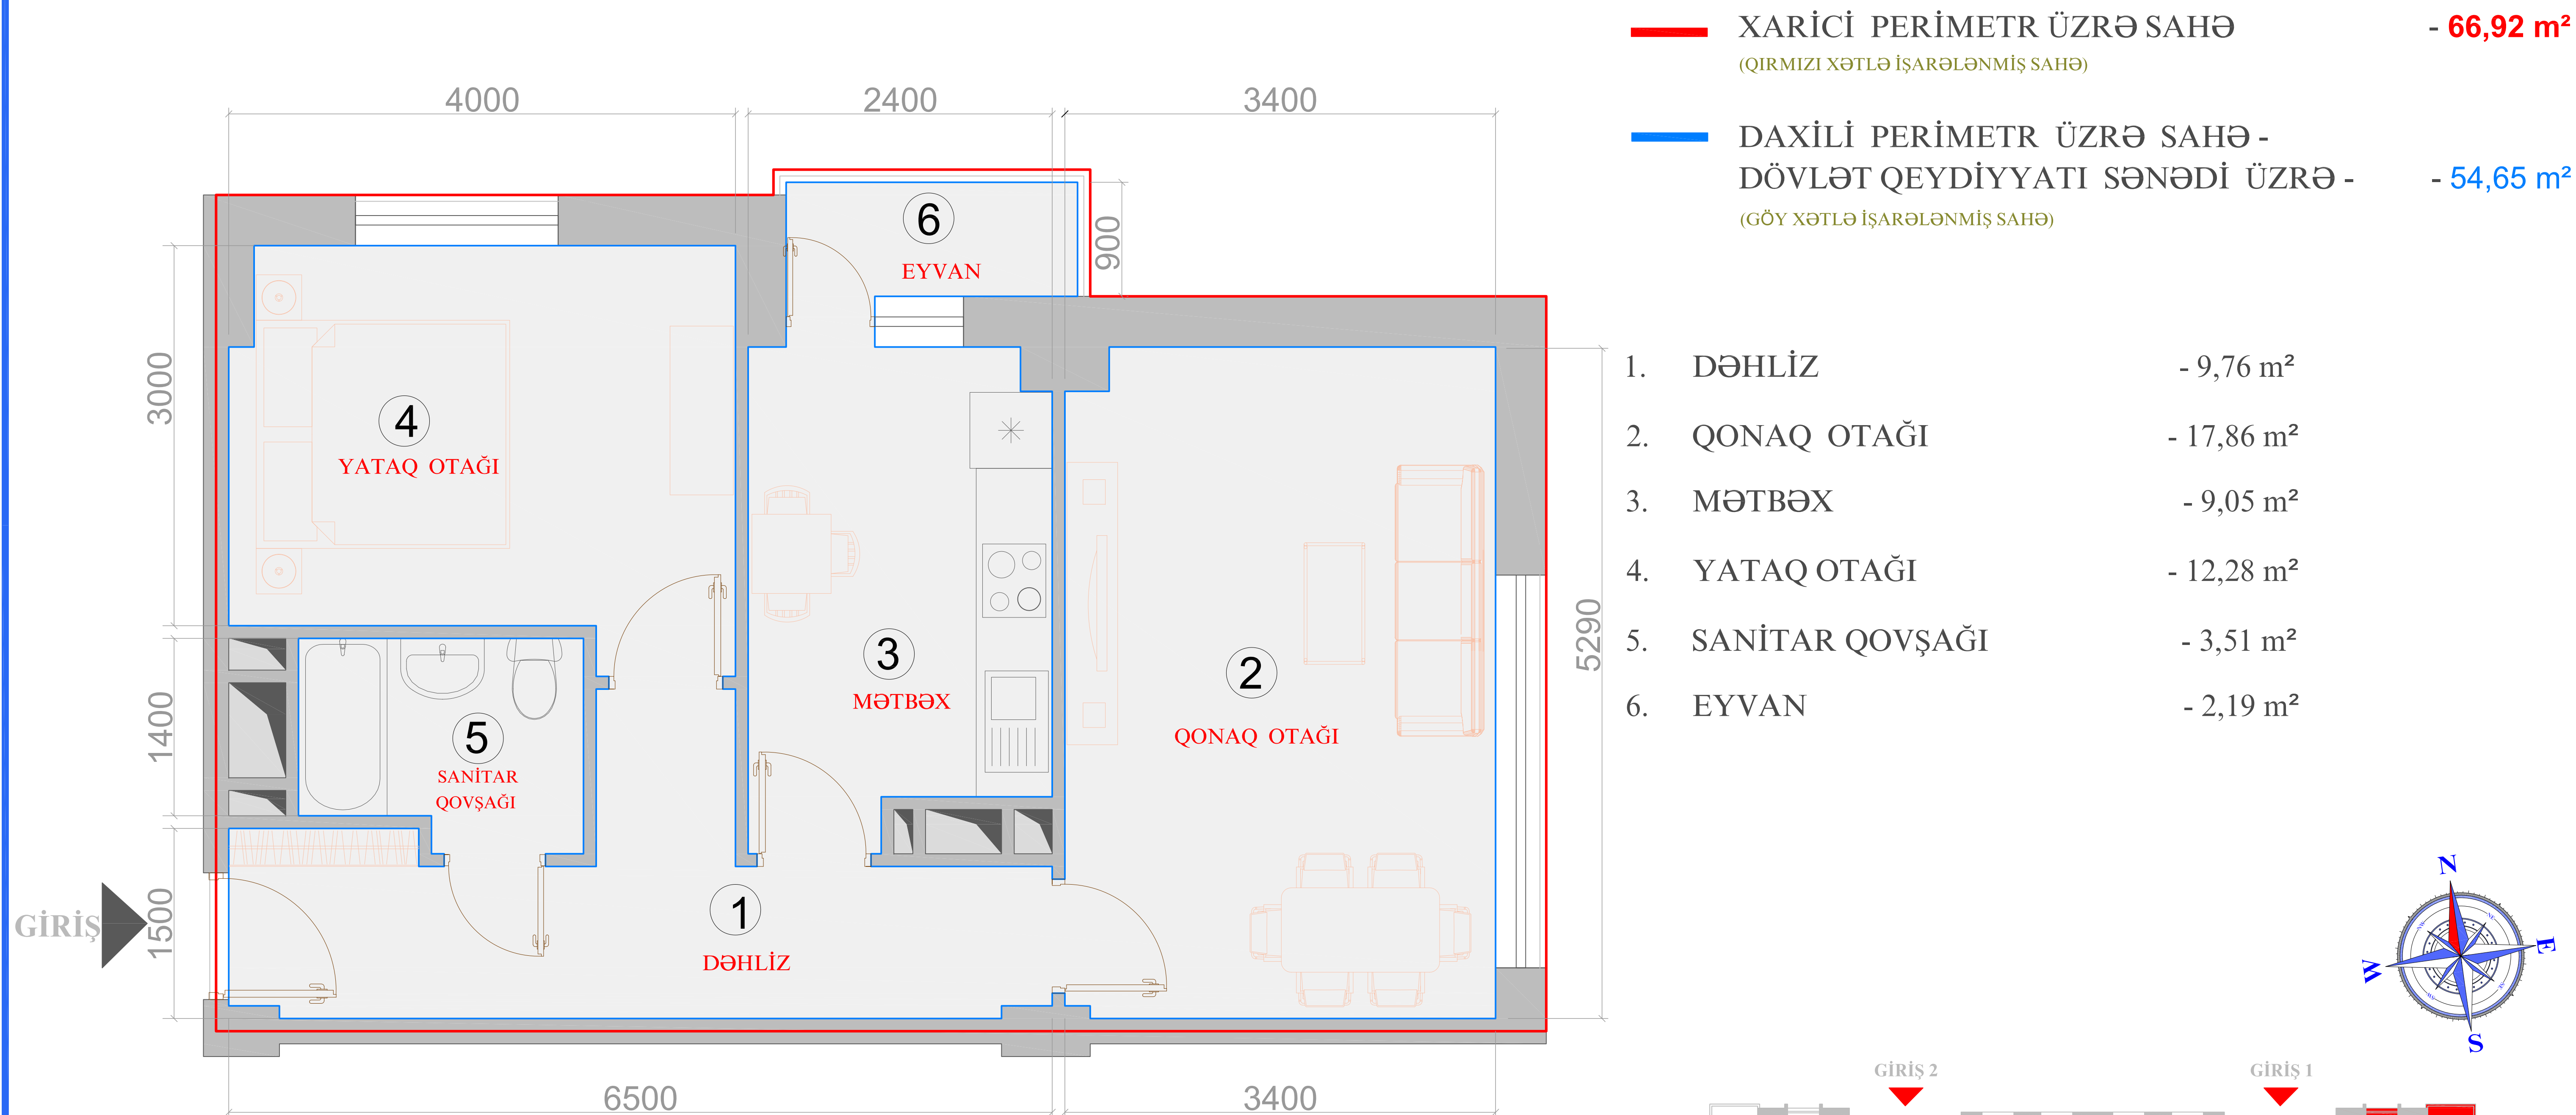 XARİCİ PERİMETR ÜZRƏ SAHƏ - 66,92 m²
(QIRMIZI XƏTLƏ İŞARƏLƏNMİŞ SAHƏ)
DAXİLİ PERİMETR ÜZRƏ SAHƏ -
DÖVLƏT QEYDİYYATI SƏNƏDİ ÜZRƏ - - 54,65 m²
(GÖY XƏTLƏ İŞARƏLƏNMİŞ SAHƏ)
4000 2400 3400
6
EYVAN
900
3000
4
YATAQ OTAĞI
1400
5
SANİTAR
QOVŞAĞI
3
MƏTBƏX
2
QONAQ OTAĞI
5290
GİRİŞ
1500
1
DƏHLİZ
6500 3400
1. DƏHLİZ - 9,76 m²
2. QONAQ OTAĞI - 17,86 m²
3. MƏTBƏX - 9,05 m²
4. YATAQ OTAĞI - 12,28 m²
5. SANİTAR QOVŞAĞI - 3,51 m²
6. EYVAN - 2,19 m²
N
E
W
S
GİRİŞ 2 GİRİŞ 1